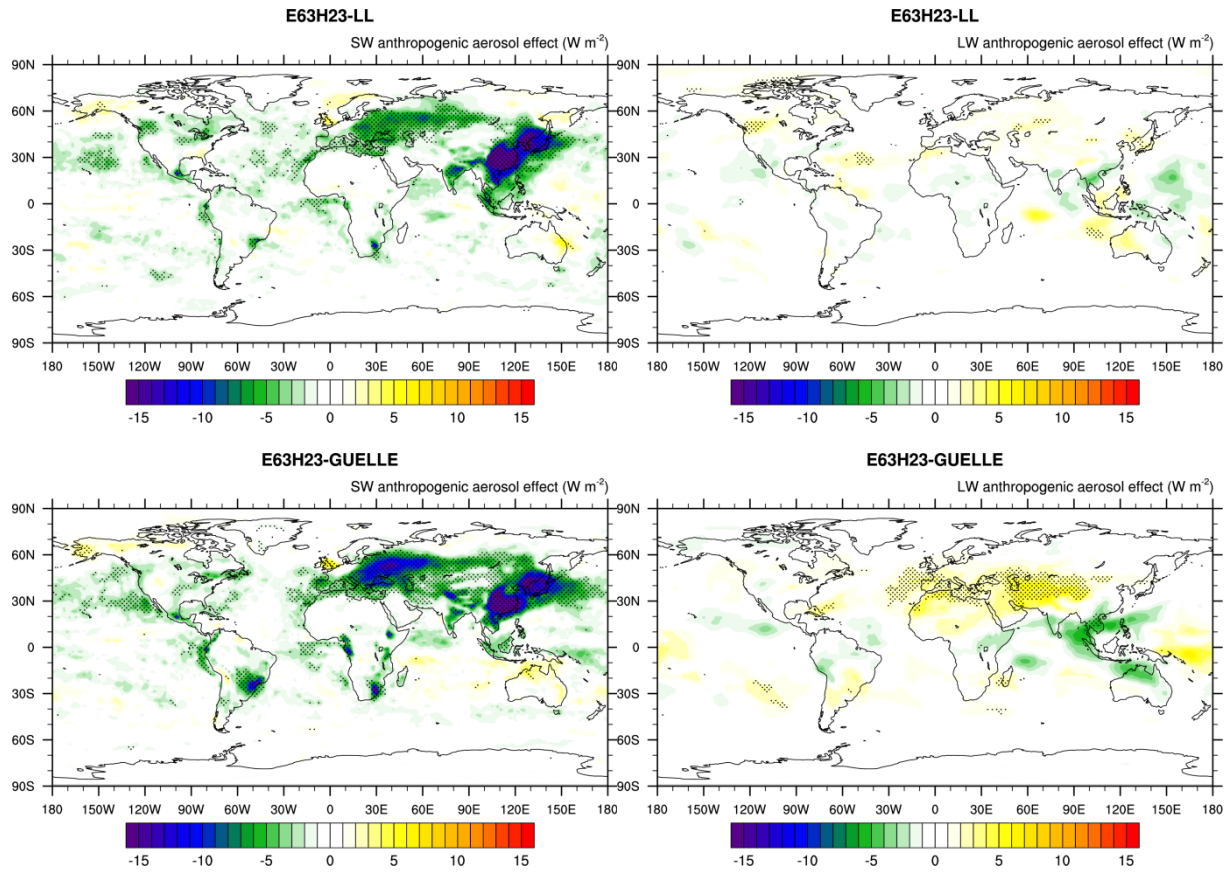 E63H23-LL
SW anthropogenic aerosol effect (W m-2)
90N
60N
30N
0
30S
60S
90S
180 150W 120W 90W 60W 30W 0 30E 60E 90E 120E 150E 180
-15 -10 -5 0 5 10 15
E63H23-LL
LW anthropogenic aerosol effect (W m-2)
90N
60N
30N
0
30S
60S
90S
180 150W 120W 90W 60W 30W 0 30E 60E 90E 120E 150E 180
-15 -10 -5 0 5 10 15
E63H23-GUELLE
SW anthropogenic aerosol effect (W m-2)
90N
60N
30N
0
30S
60S
90S
180 150W 120W 90W 60W 30W 0 30E 60E 90E 120E 150E 180
-15 -10 -5 0 5 10 15
E63H23-GUELLE
LW anthropogenic aerosol effect (W m-2)
90N
60N
30N
0
30S
60S
90S
180 150W 120W 90W 60W 30W 0 30E 60E 90E 120E 150E 180
-15 -10 -5 0 5 10 15